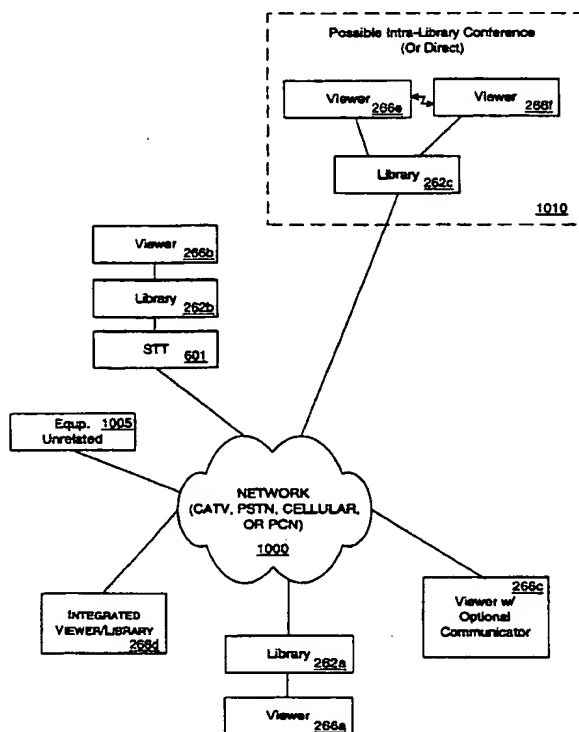 Possible Intra-Library Conference
(Or Direct)
Viewer
266e
Viewer
266f
Library
262c
1010
Viewer
266b
Library
262b
STT
601
Equp. 1005
Unrelated
NETWORK
(CATV, PSTN, CELLULAR,
OR PCN)
1000
INTEGRATED
VIEWER/LIBRARY
266d
266c
Viewer w/
Optional
Communicator
Library
262a
Viewer
266a